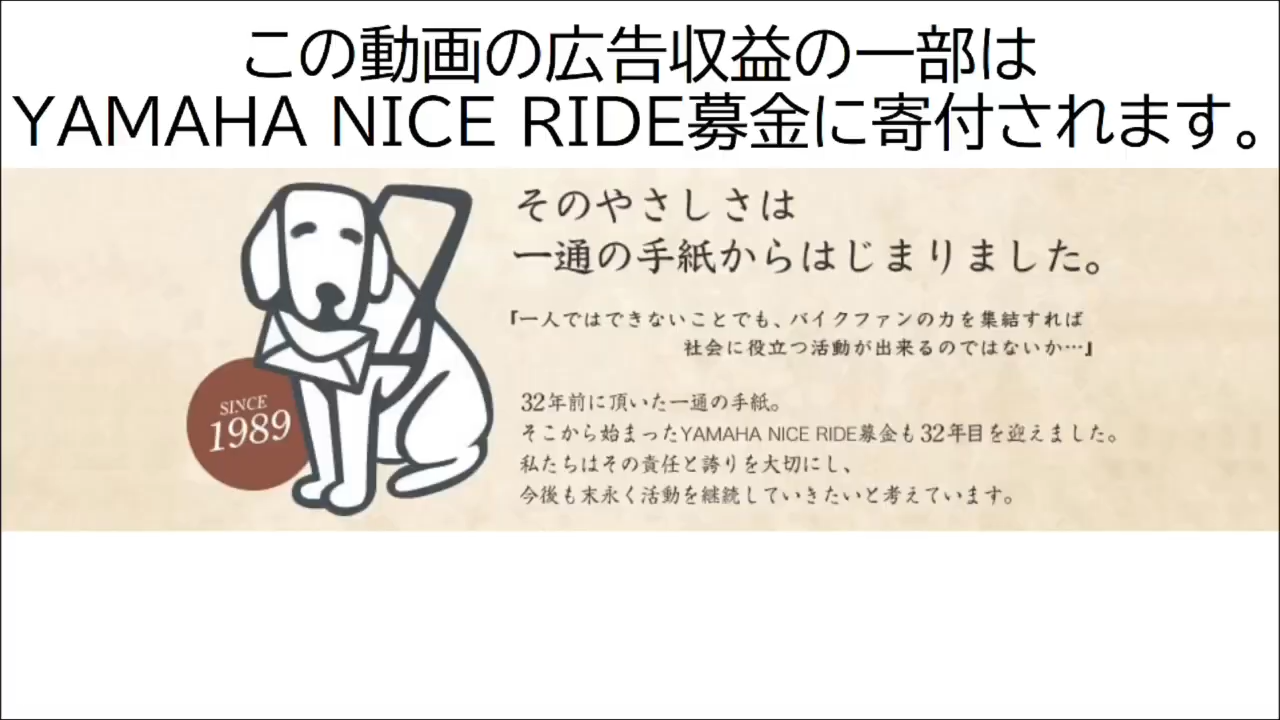 この動画の広告収益の一部は
YAMAHA NICE RIDE募金に寄付されます。
そのやさしさは
一通の手紙からはじまりました。
『一人ではできないことでも、バイクファンの力を集結すれば
社会に役立つ活動が出来るのではないか…』
SINCE
1989
32年前に頂いた一通の手紙。
そこから始まったYAMAHA NICE RIDE募金も32年目を迎えました。
私たちはその責任と誇りを大切にし、
今後も末永く活動を継続していきたいと考えています。